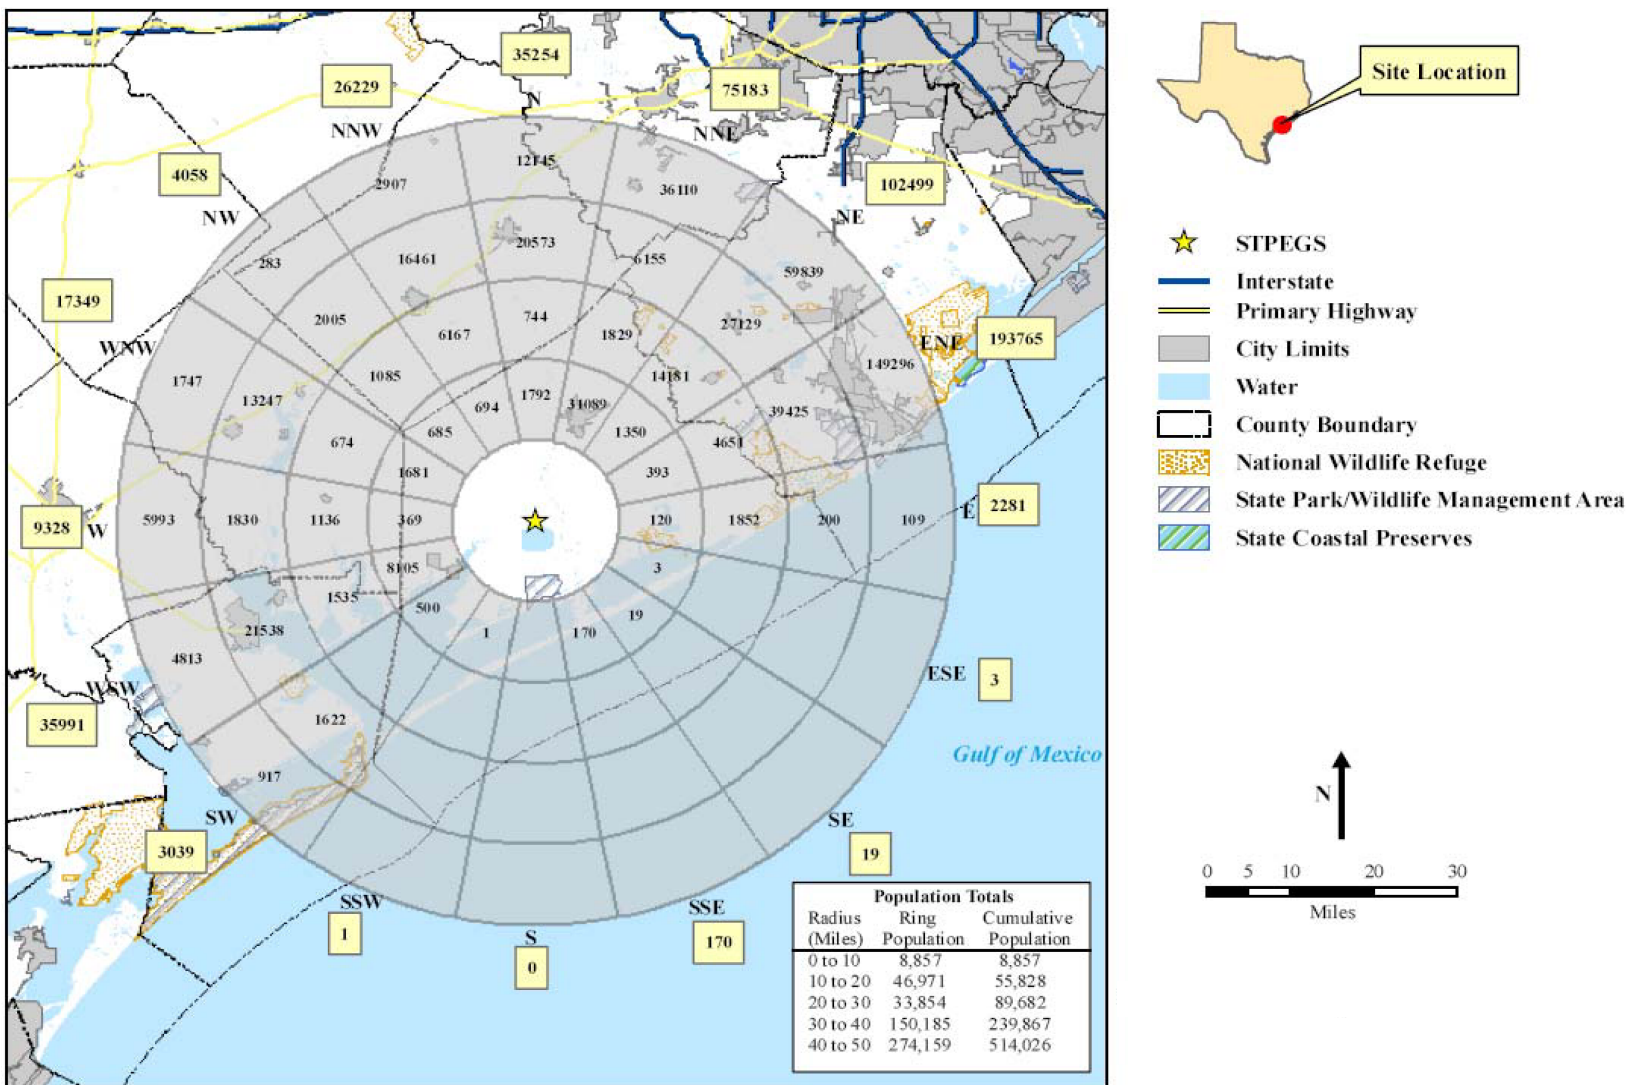 35254
26229
75183
N
NNW
NNE
4058
12145
102499
2907
36110
NW
NE
20573
283
16461
6155
59839
17349
2005
744
27129
6167
1829
193765
WNW
ENE
1747
1085
14181
149296
13247
694
1792
31089
39425
674
685
1350
4651
1681
393
9328
W
5993
1830
1136
369
120
1852
200
109
E
2281
8105
3
1535
500
1
170
19
21538
4813
WSW
ESE
3
35991
1622
Gulf of Mexico
917
SW
SE
3039
19
SSW
SSE
1
S
170
0
Population Totals
Radius (Miles) Ring Population Cumulative Population
0 to 10 8,857 8,857
10 to 20 46,971 55,828
20 to 30 33,854 89,682
30 to 40 150,185 239,867
40 to 50 274,159 514,026
Site Location
STPEGS
Interstate
Primary Highway
City Limits
Water
County Boundary
National Wildlife Refuge
State Park/Wildlife Management Area
State Coastal Preserves
N
0 5 10 20 30
Miles